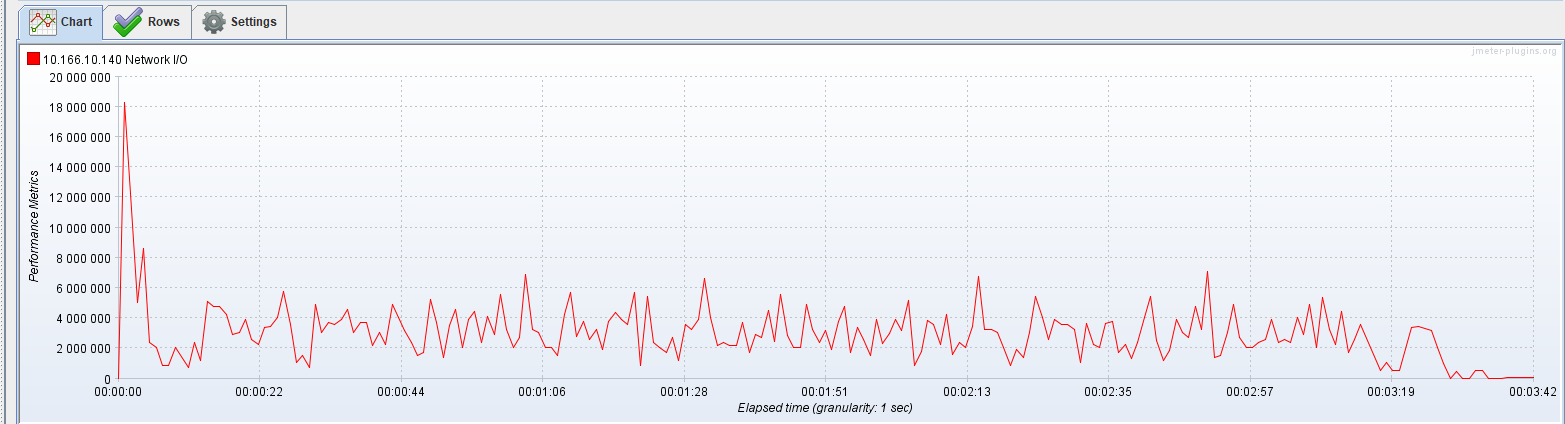 Chart Rows Settings
10.166.10.140 Network I/O
jmeter-plugins.org
20 000 000
18 000 000
16 000 000
14 000 000
12 000 000
10 000 000
8 000 000
6 000 000
4 000 000
2 000 000
0
Performance Metrics
00:00:00 00:00:22 00:00:44 00:01:06 00:01:28 00:01:51 00:02:13 00:02:35 00:02:57 00:03:19 00:03:42
Elapsed time (granularity: 1 sec)